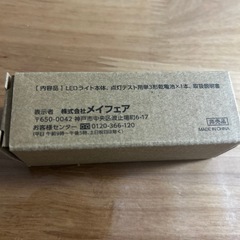 【内容品】LEDライト本体、点灯テスト用単3形乾電池×1本、取扱説明書
表示者 株式会社メイフェア
〒650-0042 神戸市中央区波止場町6-17
お客様センター 0120-366-120
非売品
MADE IN CHINA